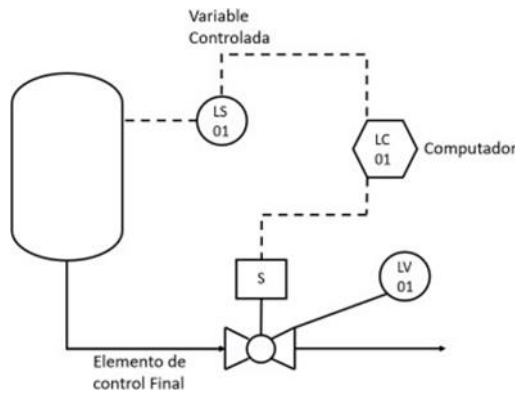 Variable
Controlada
LS
01
LC
01
Computador
S
LV
01
Elemento de
control Final